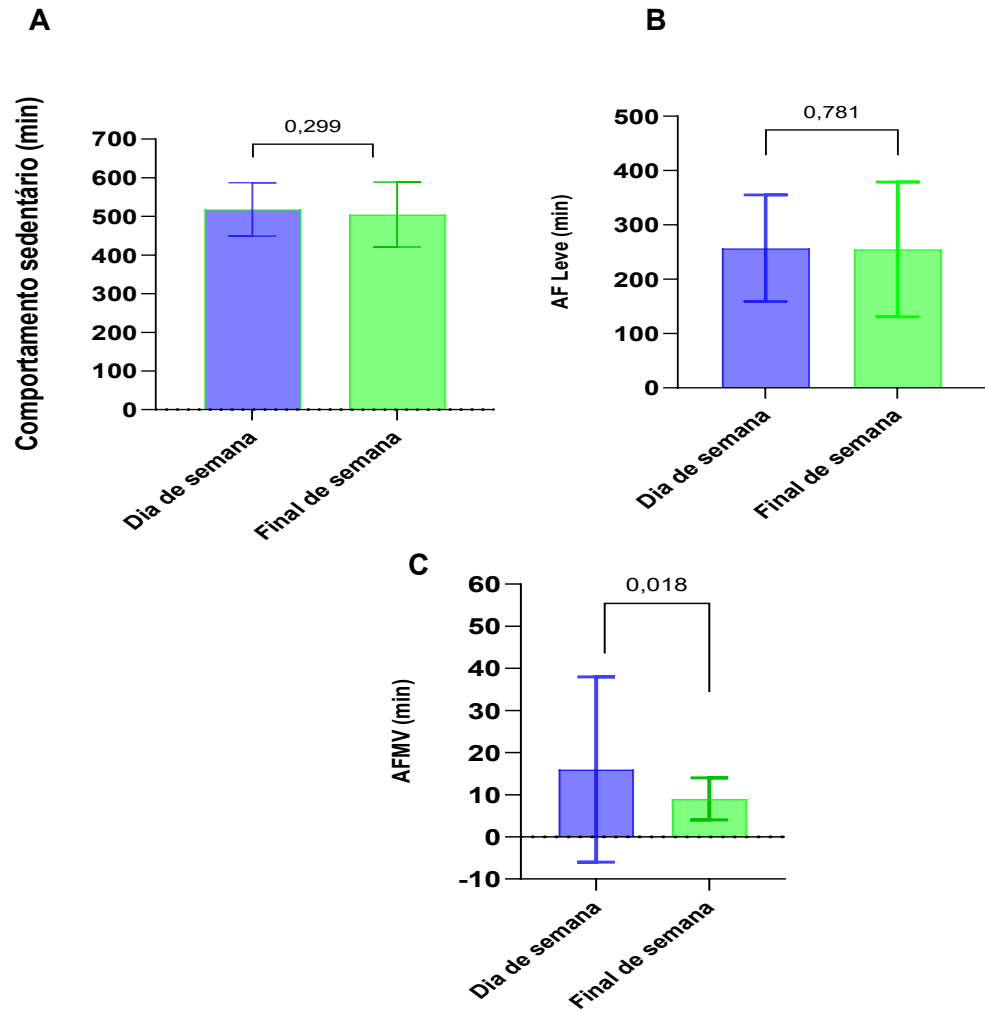 A
Comportamento sedentário (min)
700
600
500
400
300
200
100
0
0,299
Dia de semana
Final de semana
B
AF Leve (min)
500
400
300
200
100
0
0,781
Dia de semana
Final de semana
C
AFMV (min)
60
50
40
30
20
10
0
-10
0,018
Dia de semana
Final de semana